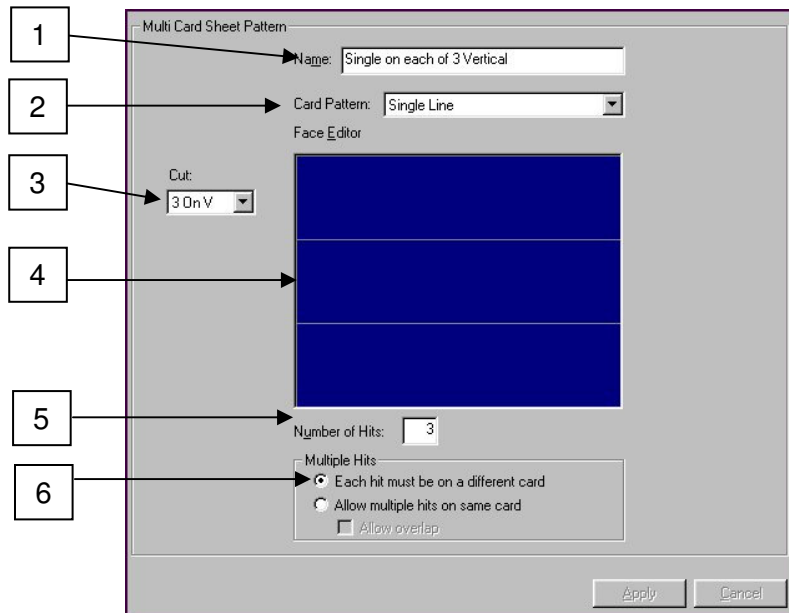 Multi Card Sheet Pattern
1
Name: Single on each of 3 Vertical
2
Card Pattern: Single Line
Face Editor
Cut:
3
3 On V
4
5
Number of Hits: 3
Multiple Hits
6
Each hit must be on a different card
Allow multiple hits on same card
Allow overlap
Apply Cancel